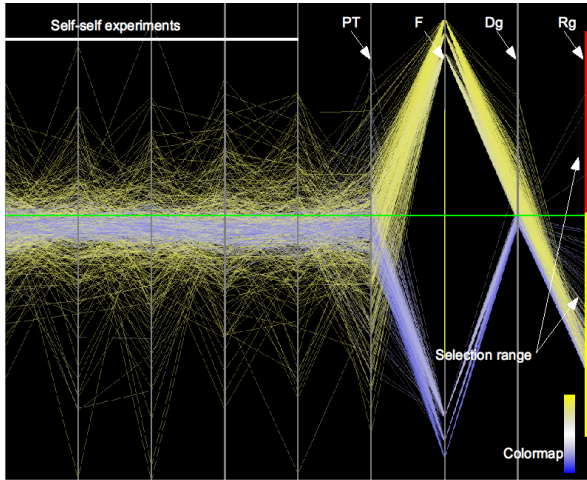 Self-self experiments
PT
F
Dg
Rg
Selection range
Colormap